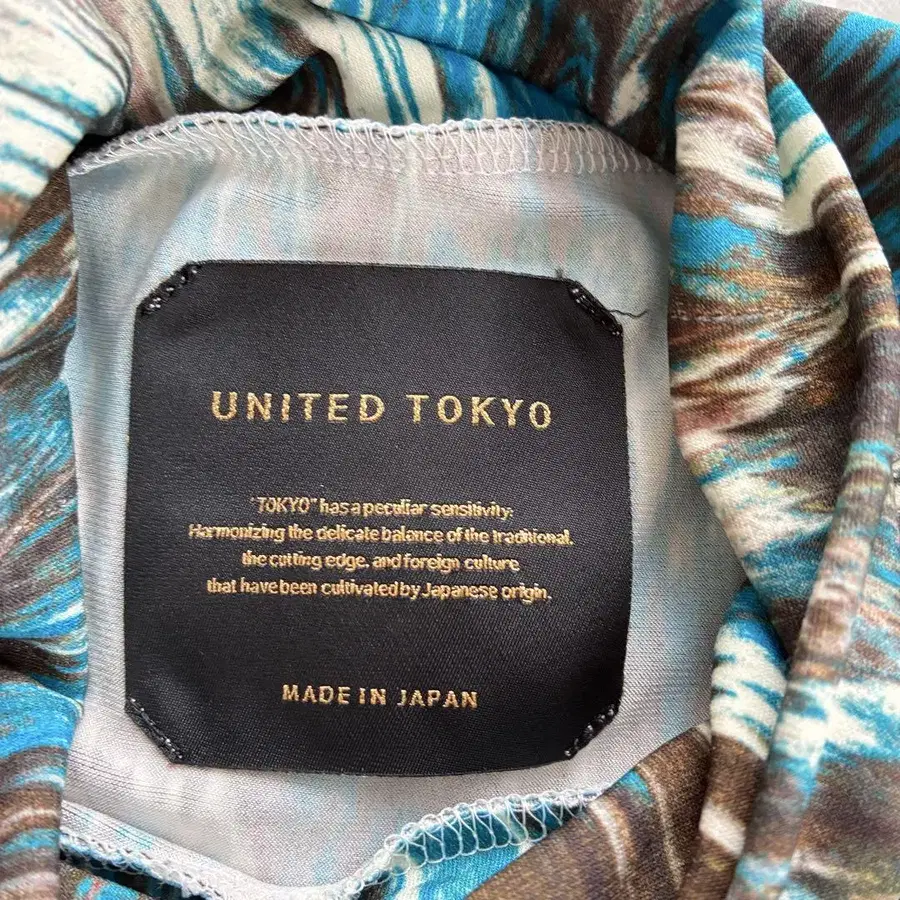 UNITED TOKYO
"TOKYO" has a peculiar sensitivity:
Harmonizing the delicate balance of the traditional,
the cutting edge, and foreign culture
that have been cultivated by Japanese origin.
MADE IN JAPAN